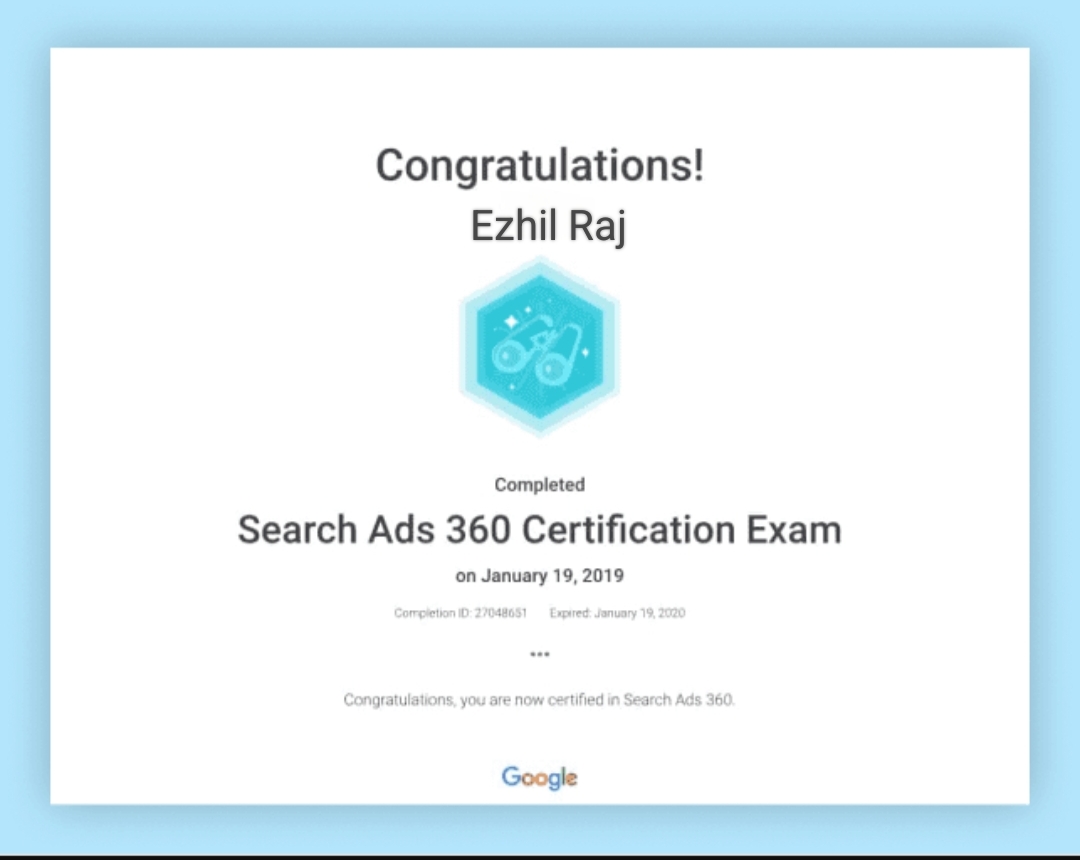 Congratulations!
Ezhil Raj
Completed
Search Ads 360 Certification Exam
on January 19, 2019
Completion ID: 27048651 Expired: January 19, 2020
•••
Congratulations, you are now certified in Search Ads 360.
Google